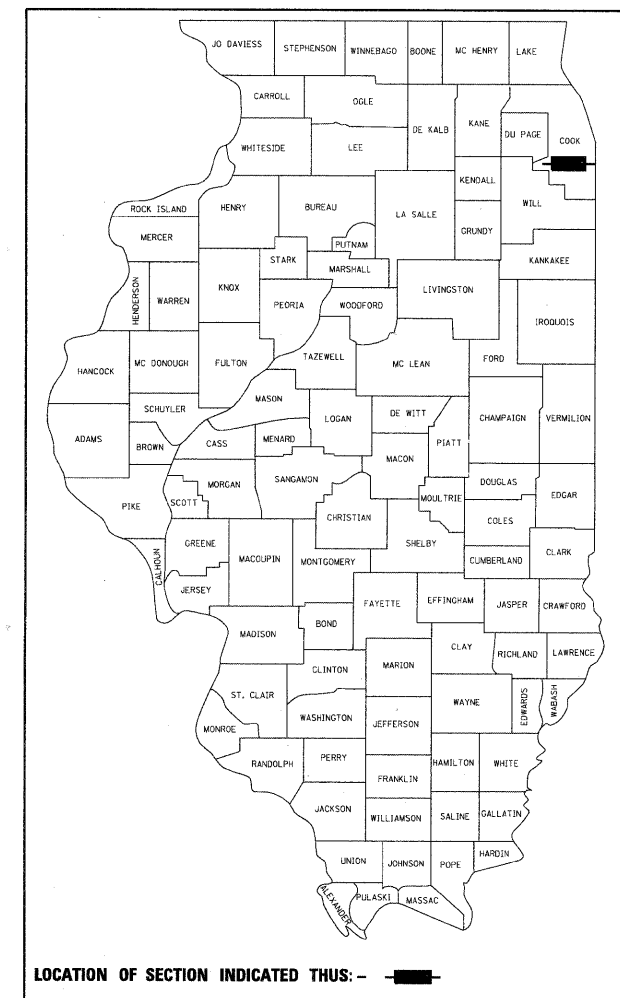 JO DAVIESS
STEPHENSON
WINNEBAGO
BOONE
MC HENRY
LAKE
CARROLL
OGLE
DE KALB
KANE
COOK
DU PAGE
WHITESIDE
LEE
KENDALL
WILL
ROCK ISLAND
HENRY
BUREAU
LA SALLE
GRUNDY
MERCER
PUTNAM
STARK
MARSHALL
KANKAKEE
HENDERSON
WARREN
KNOX
PEORIA
WOODFORD
LIVINGSTON
IROQUOIS
HANCOCK
MC DONOUGH
FULTON
TAZEWELL
MC LEAN
FORD
SCHUYLER
MASON
LOGAN
DE WITT
CHAMPAIGN
VERMILION
ADAMS
BROWN
CASS
MENARD
PIATT
MACON
PIKE
SCOTT
MORGAN
SANGAMON
CHRISTIAN
MOULTRIE
DOUGLAS
EDGAR
COLES
CALHOUN
GREENE
MACOUPIN
MONTGOMERY
SHELBY
CUMBERLAND
CLARK
JERSEY
FAYETTE
EFFINGHAM
JASPER
CRAWFORD
MADISON
BOND
CLAY
RICHLAND
LAWRENCE
CLINTON
MARION
ST. CLAIR
WAYNE
EDWARDS
WABASH
WASHINGTON
JEFFERSON
MONROE
RANDOLPH
PERRY
HAMILTON
WHITE
FRANKLIN
JACKSON
WILLIAMSON
SALINE
GALLATIN
UNION
JOHNSON
POPE
HARDIN
ALEXANDER
PULASKI
MASSAC
LOCATION OF SECTION INDICATED THUS: -